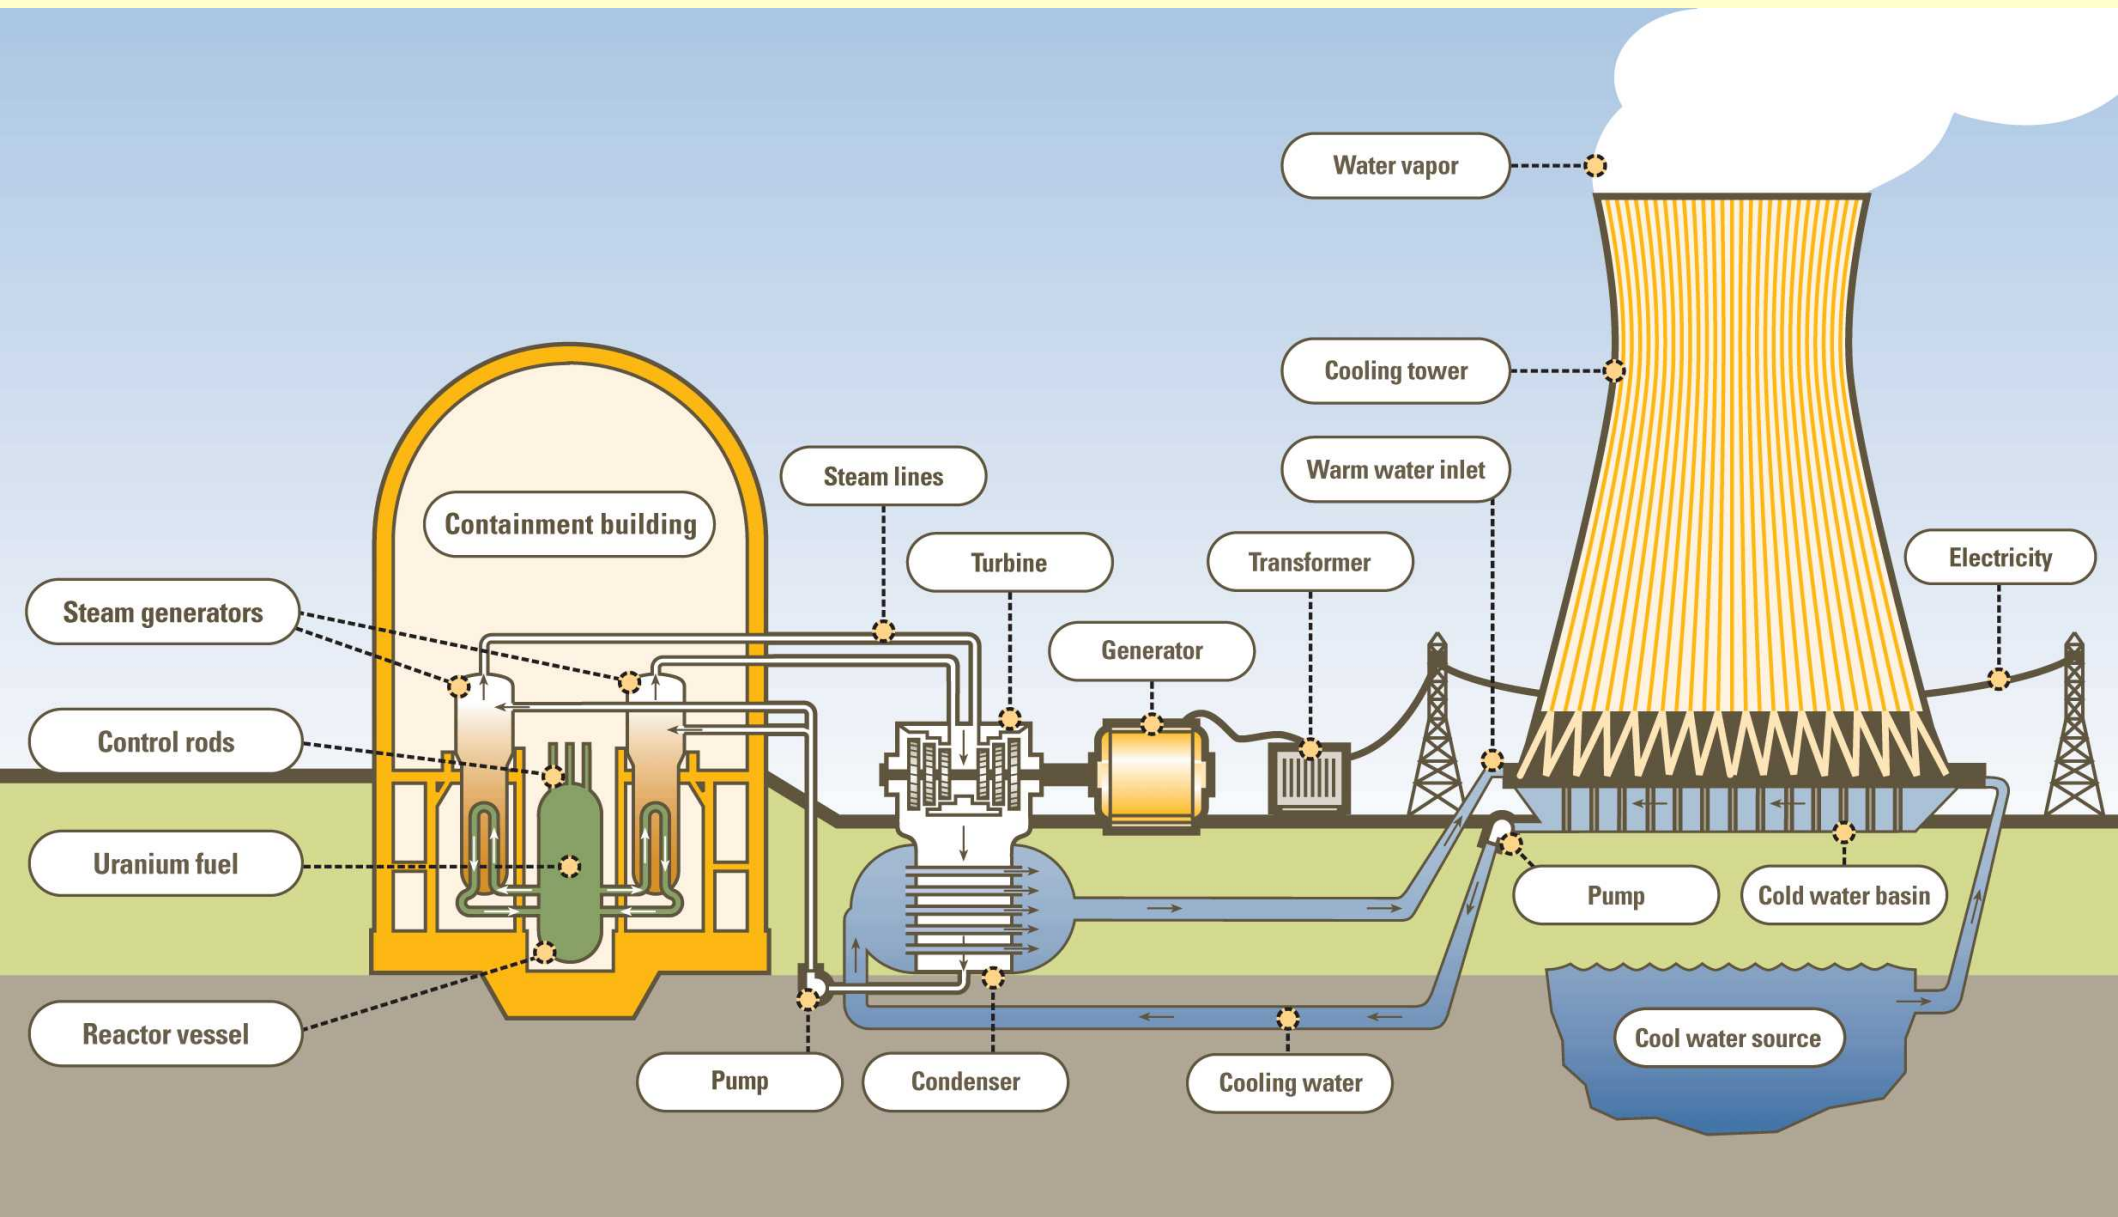 Water vapor
Cooling tower
Steam lines
Warm water inlet
Containment building
Turbine
Transformer
Electricity
Steam generators
Generator
Control rods
Uranium fuel
Pump
Cold water basin
Reactor vessel
Cool water source
Pump
Condenser
Cooling water